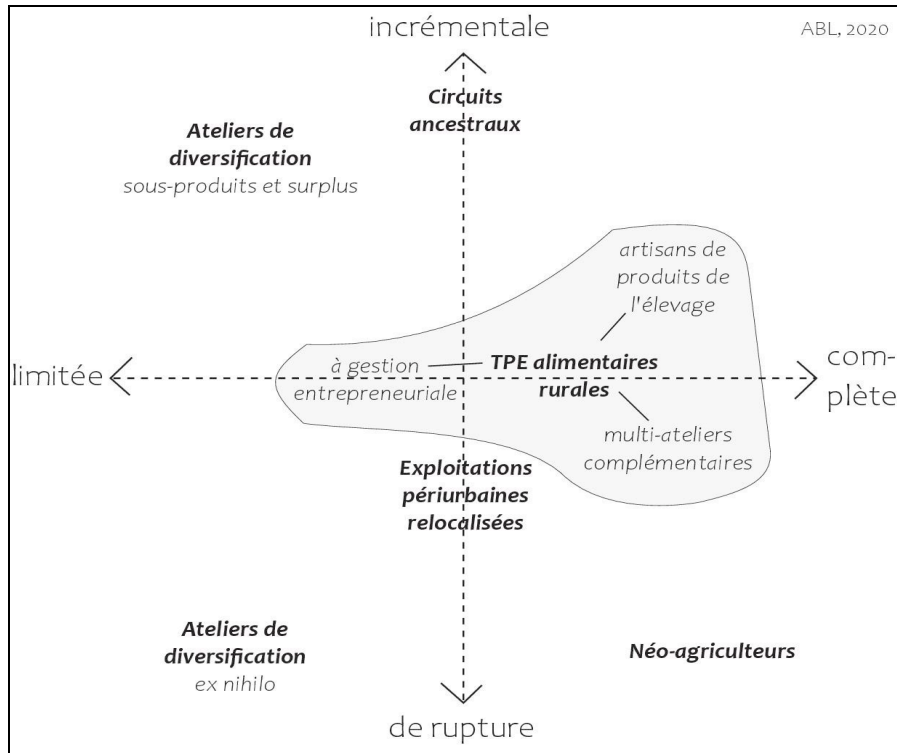 incrémentale
ABL, 2020
Circuits
ancestraux
Ateliers de
diversification
sous-produits et surplus
artisans de
produits de
l'élevage
limitée
à gestion
entrepreneuriale
TPE alimentaires
rurales
com-
plète
multi-ateliers
complémentaires
Exploitations
périurbaines
relocalisées
Ateliers de
diversification
ex nihilo
Néo-agriculteurs
de rupture